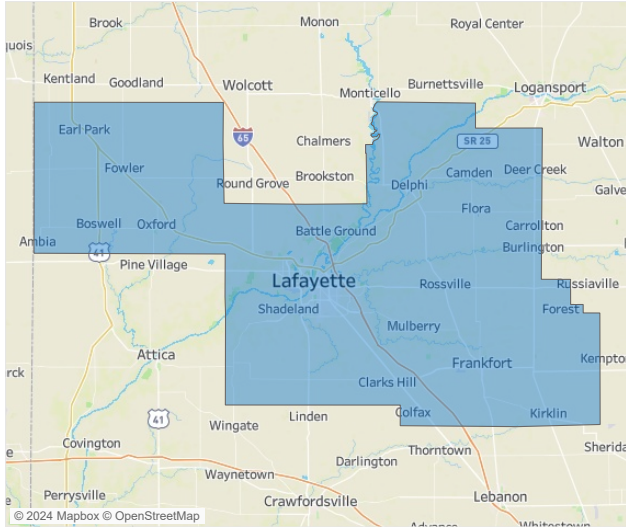 Brook
Monon
Royal Center
quois
Kentland
Goodland
Wolcott
Monticello
Burnettsville
Logansport
Earl Park
65
Chalmers
SR 25
Walton
Fowler
Round Grove
Brookston
Delphi
Camden
Deer Creek
Galve
Flora
Boswell
Oxford
Battle Ground
Carrollton
Ambia
41
Burlington
Pine Village
Lafayette
Rossville
Russiaville
Shadeland
Forest
Mulberry
Attica
Frankfort
Kempto
rck
Clarks Hill
41
Linden
Colfax
Kirklin
Wingate
Covington
Thorntown
Sherida
e
Darlington
Waynetown
Perrysville
Crawfordsville
Lebanon
© 2024 Mapbox © OpenStreetMap
Advance
Whitestown